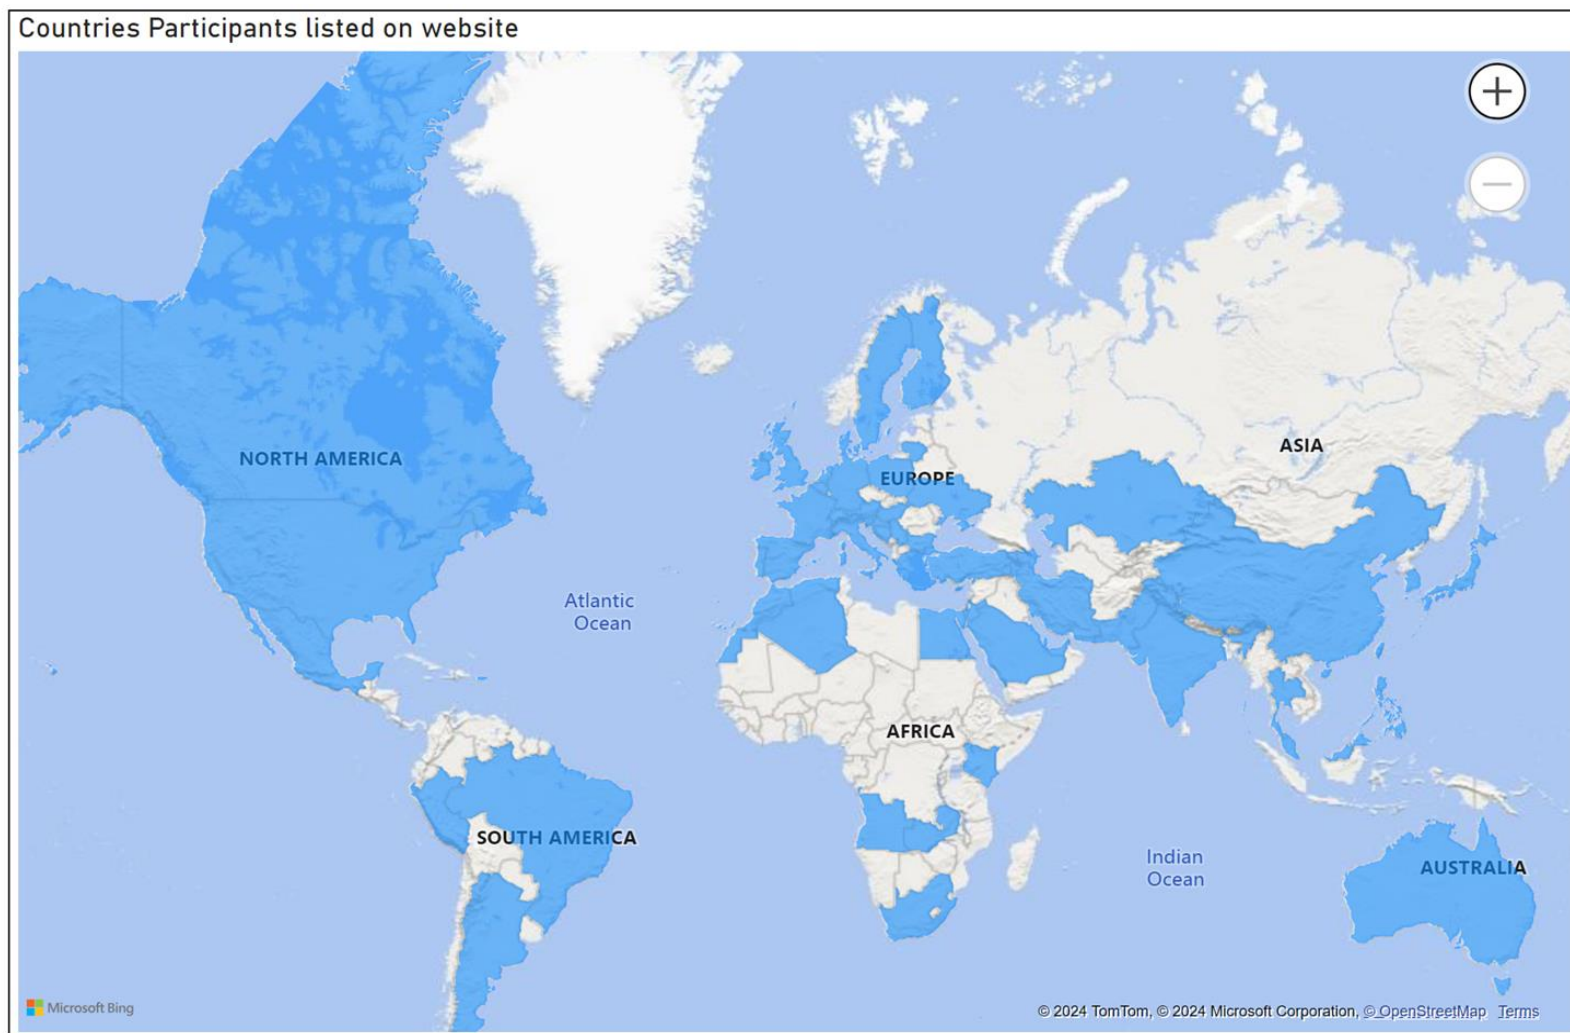 Countries Participants listed on website
NORTH AMERICA
EUROPE
ASIA
Atlantic
Ocean
AFRICA
SOUTH AMERICA
Indian
Ocean
AUSTRALIA
Microsoft Bing
© 2024 TomTom, © 2024 Microsoft Corporation, © OpenStreetMap Terms